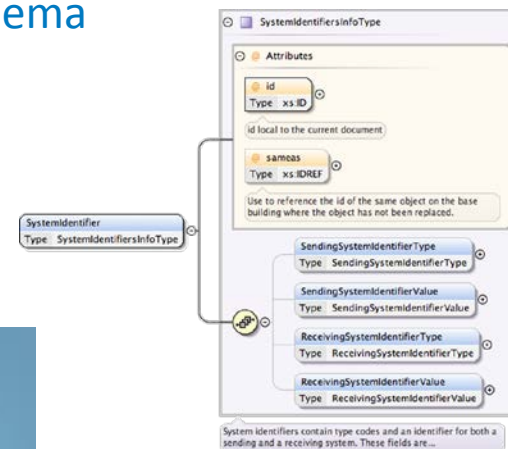 ema
SystemIdentifiersInfoType
Attributes
id
Type xs:ID
id local to the current document
sameas
Type xs:IDREF
Use to reference the id of the same object on the base
building where the object has not been replaced.
SystemIdentifier
Type SystemIdentifiersInfoType
SendingSystemIdentifierType
Type SendingSystemIdentifierType
SendingSystemIdentifierValue
Type SendingSystemIdentifierValue
ReceivingSystemIdentifierType
Type ReceivingSystemIdentifierType
ReceivingSystemIdentifierValue
Type ReceivingSystemIdentifierValue
System identifiers contain type codes and an identifier for both a
sending and a receiving system. These fields are...